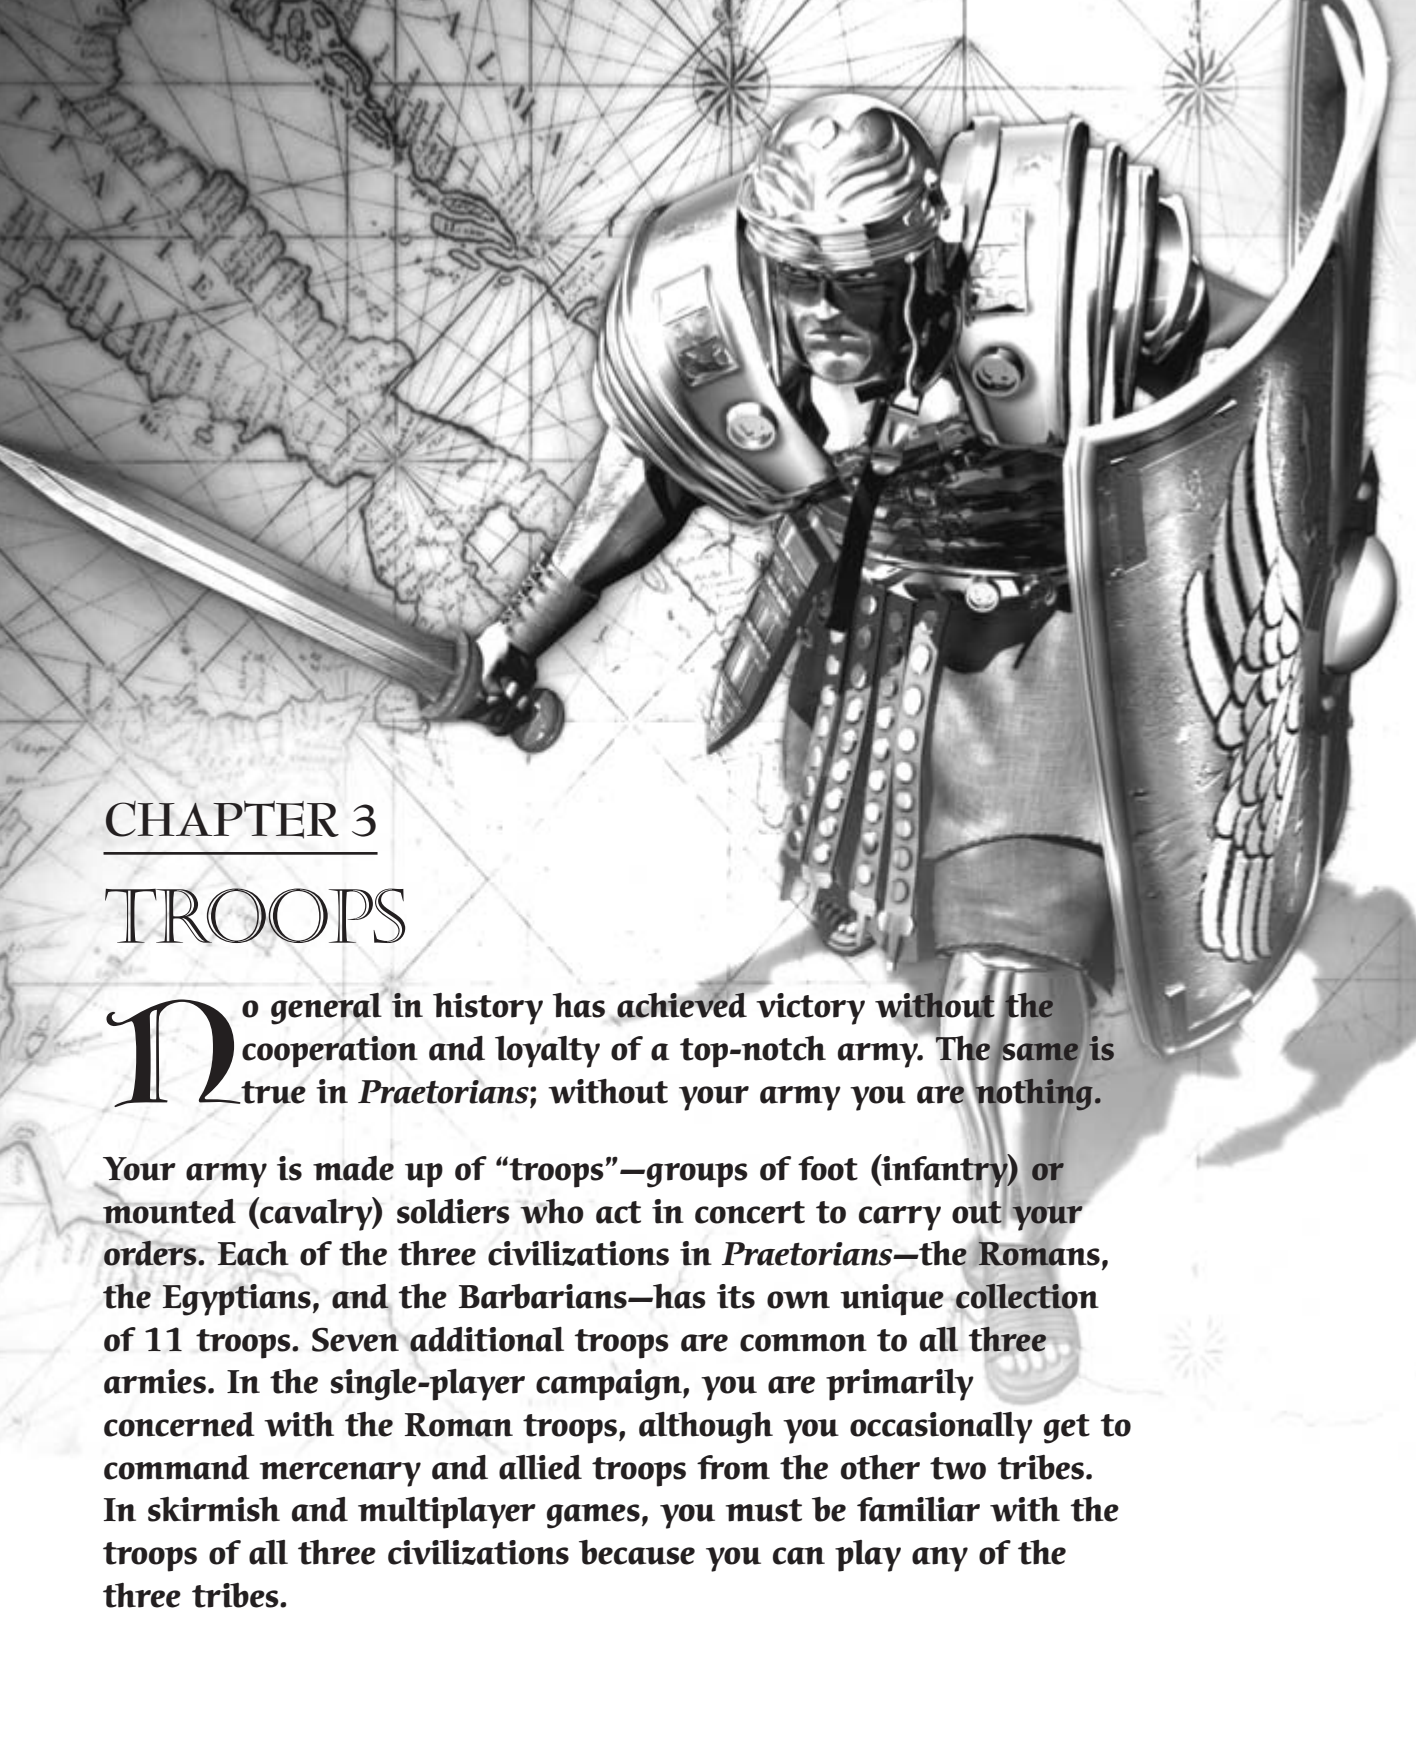 DALMATI
ITALIE
CHAPTER 3
TROOPS
No general in history has achieved victory without the
cooperation and loyalty of a top-notch army. The same is
true in Praetorians; without your army you are nothing.
Your army is made up of “troops”—groups of foot (infantry) or
mounted (cavalry) soldiers who act in concert to carry out your
orders. Each of the three civilizations in Praetorians—the Romans,
the Egyptians, and the Barbarians—has its own unique collection
of 11 troops. Seven additional troops are common to all three
armies. In the single-player campaign, you are primarily
concerned with the Roman troops, although you occasionally get to
command mercenary and allied troops from the other two tribes.
In skirmish and multiplayer games, you must be familiar with the
troops of all three civilizations because you can play any of the
three tribes.